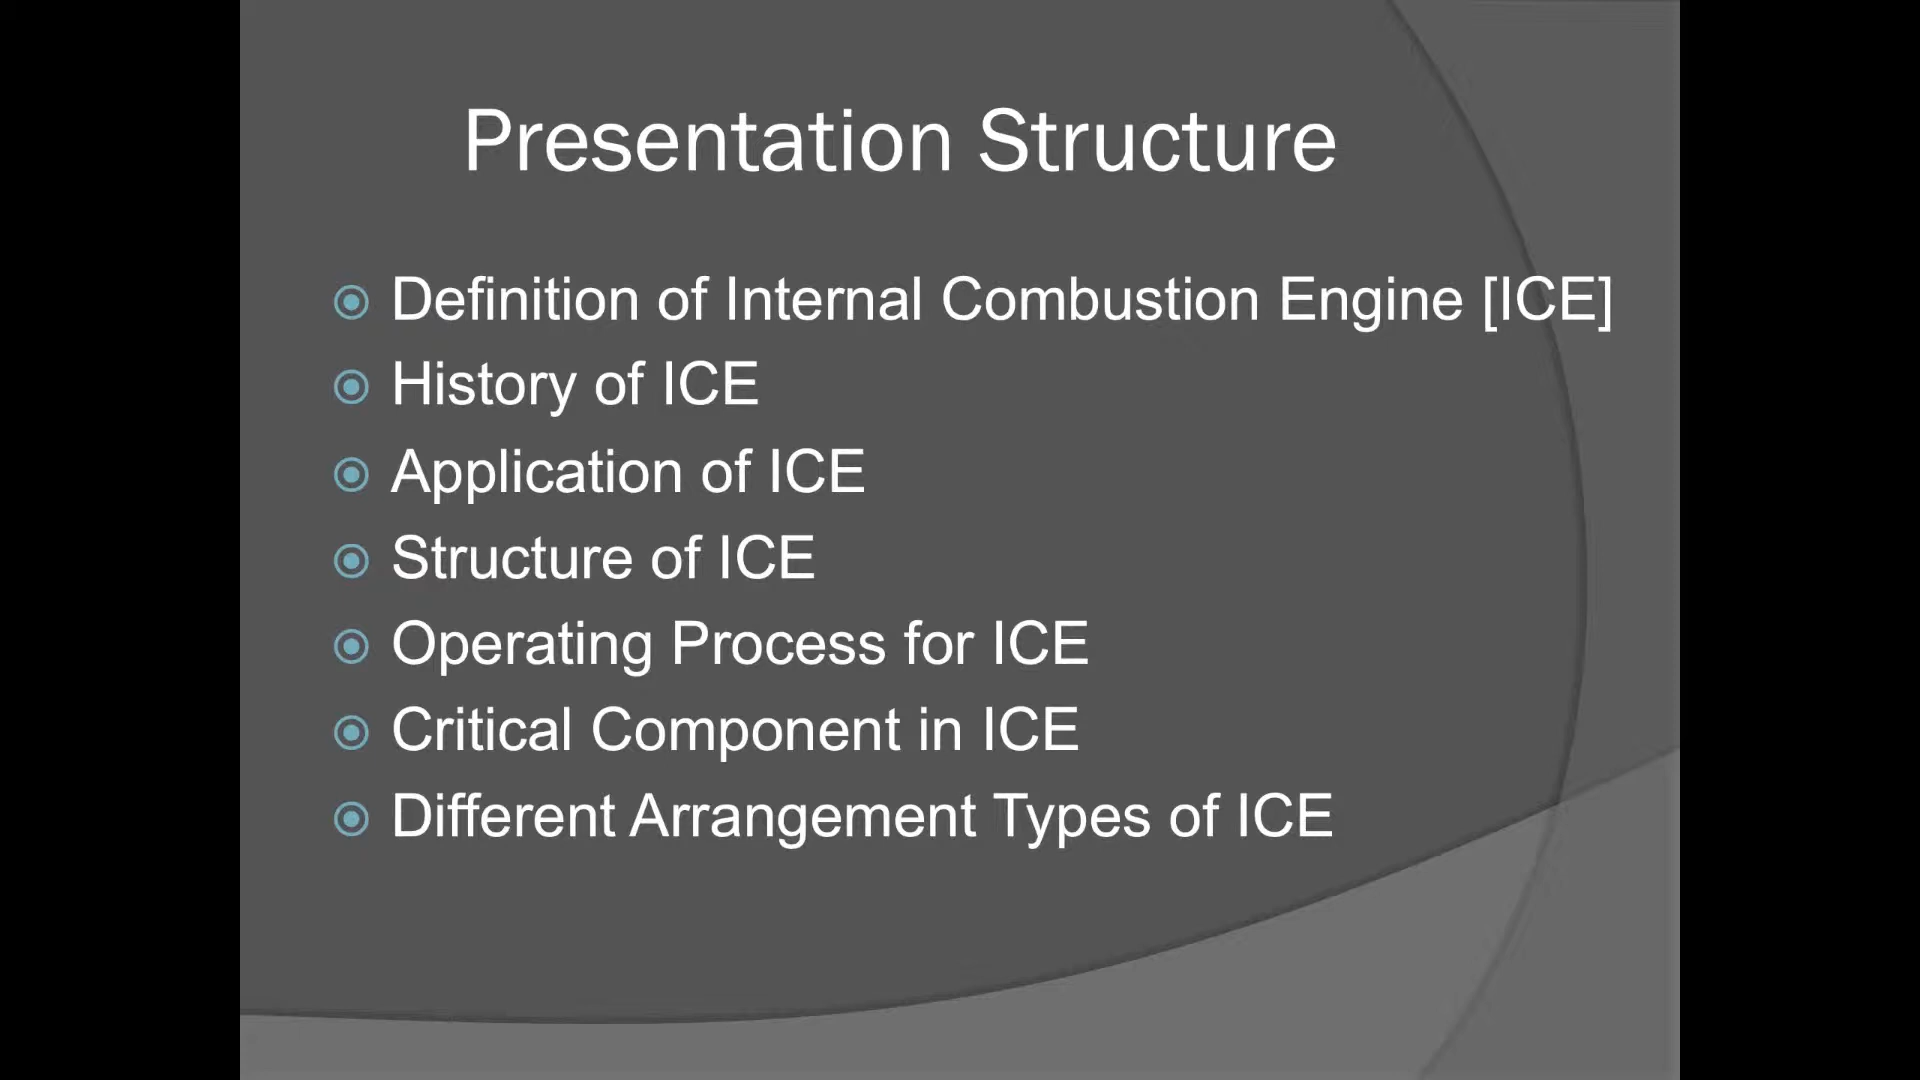 Presentation Structure
Definition of Internal Combustion Engine [ICE]
History of ICE
Application of ICE
Structure of ICE
Operating Process for ICE
Critical Component in ICE
Different Arrangement Types of ICE